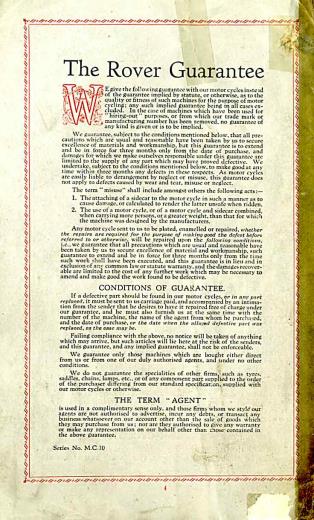 The Rover Guarantee
WE give the following guarantee with our motor cycles instead
of the guarantee implied by statute, or otherwise, as to the
quality or fitness of such machines for the purpose of motor
cycling; any such implied guarantee being in all cases ex-
cluded. In the case of machines which have been used for
"hiring-out" purposes, or from which our trade mark or
manufacturing number has been removed, no guarantee of
any kind is given or is to be implied.
We guarantee, subject to the conditions mentioned below, that all pre-
cautions which are usual and reasonable have been taken by us to secure
excellence of materials and workmanship, but this guarantee is to extend
and be in force for three months only from the date of purchase, and
damages for which we make ourselves responsible under this guarantee are
limited to the supply of any part which may have proved defective. We
undertake, subject to the conditions mentioned below, to make good at any
time within three months any defects in these respects. As motor cycles
are easily liable to derangement by neglect or misuse, this guarantee does
not apply to defects caused by wear and tear, misuse or neglect.
The term "misuse" shall include amongst others the following acts:—
1. The attaching of a sidecar to the motor cycle in such a manner as to
cause damage, or calculated to render the latter unsafe when ridden.
2. The use of a motor cycle, or of a motor cycle and sidecar combined,
when carrying more persons, or a greater weight, than that for which
the machine was designed by the manufacturers.
Any motor cycle sent to us to be plated, enamelled or repaired, whether
the repairs are required for the purpose of making good the defect before
referred to or otherwise, will be repaired upon the following conditions,
i.e., we guarantee that all precautions which are usual and reasonable have
been taken by us to secure excellence of material and workmanship, such
guarantee to extend and be in force for three months only from the time
such work shall have been executed, and this guarantee is in lieu and in
exclusion of any common law or statute warranty, and the damages recover-
able are limited to the cost of any further work which may be necessary to
amend and make good the work found to be defective.
CONDITIONS OF GUARANTEE.
If a defective part should be found in our motor cycles, or in any part
replaced, it must be sent to us carriage paid, and accompanied by an intima-
tion from the sender that he desires to have it repaired free of charge under
our guarantee, and he must also furnish us at the same time with the
number of the machine, the name of the agent from whom he purchased,
and the date of purchase, or the date when the alleged defective part was
replaced, as the case may be.
Failing compliance with the above, no notice will be taken of anything
which may arrive, but such articles will lie here at the risk of the senders,
and this guarantee, and any implied guarantee, shall not be enforceable.
We guarantee only those machines which are bought either direct
from us or from one of our duly authorised agents, and under no other
conditions.
We do not guarantee the specialities of other firms, such as tyres,
saddles, chains, lamps, etc., or of any component part supplied to the order
of the purchaser differing from our standard specification, supplied with
our motor cycles or otherwise.
THE TERM "AGENT"
is used in a complimentary sense only, and those firms whom we style our
agents are not authorised to advertise, incur any debts, or transact any
business whatsoever on our account other than the sale of goods which
they may purchase from us; nor are they authorised to give any warranty
or make any representation on our behalf other than those contained in
the above guarantee.
Series No. M.C.10